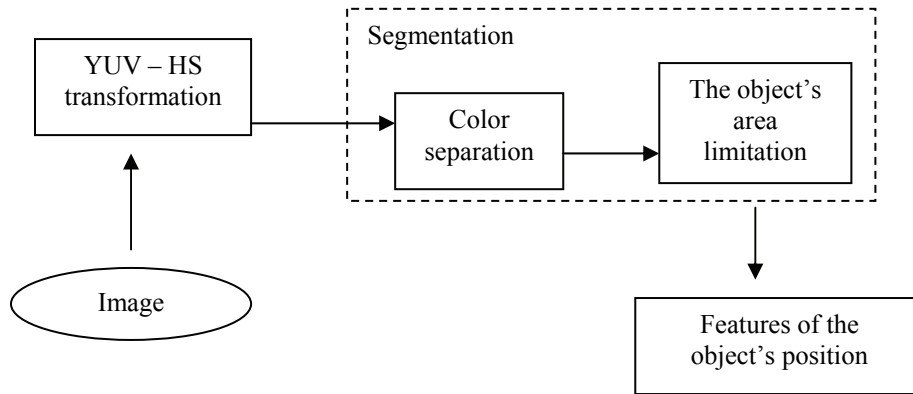 Segmentation
YUV – HS
transformation
Color
separation
The object’s
area
limitation
Image
Features of the
object’s position